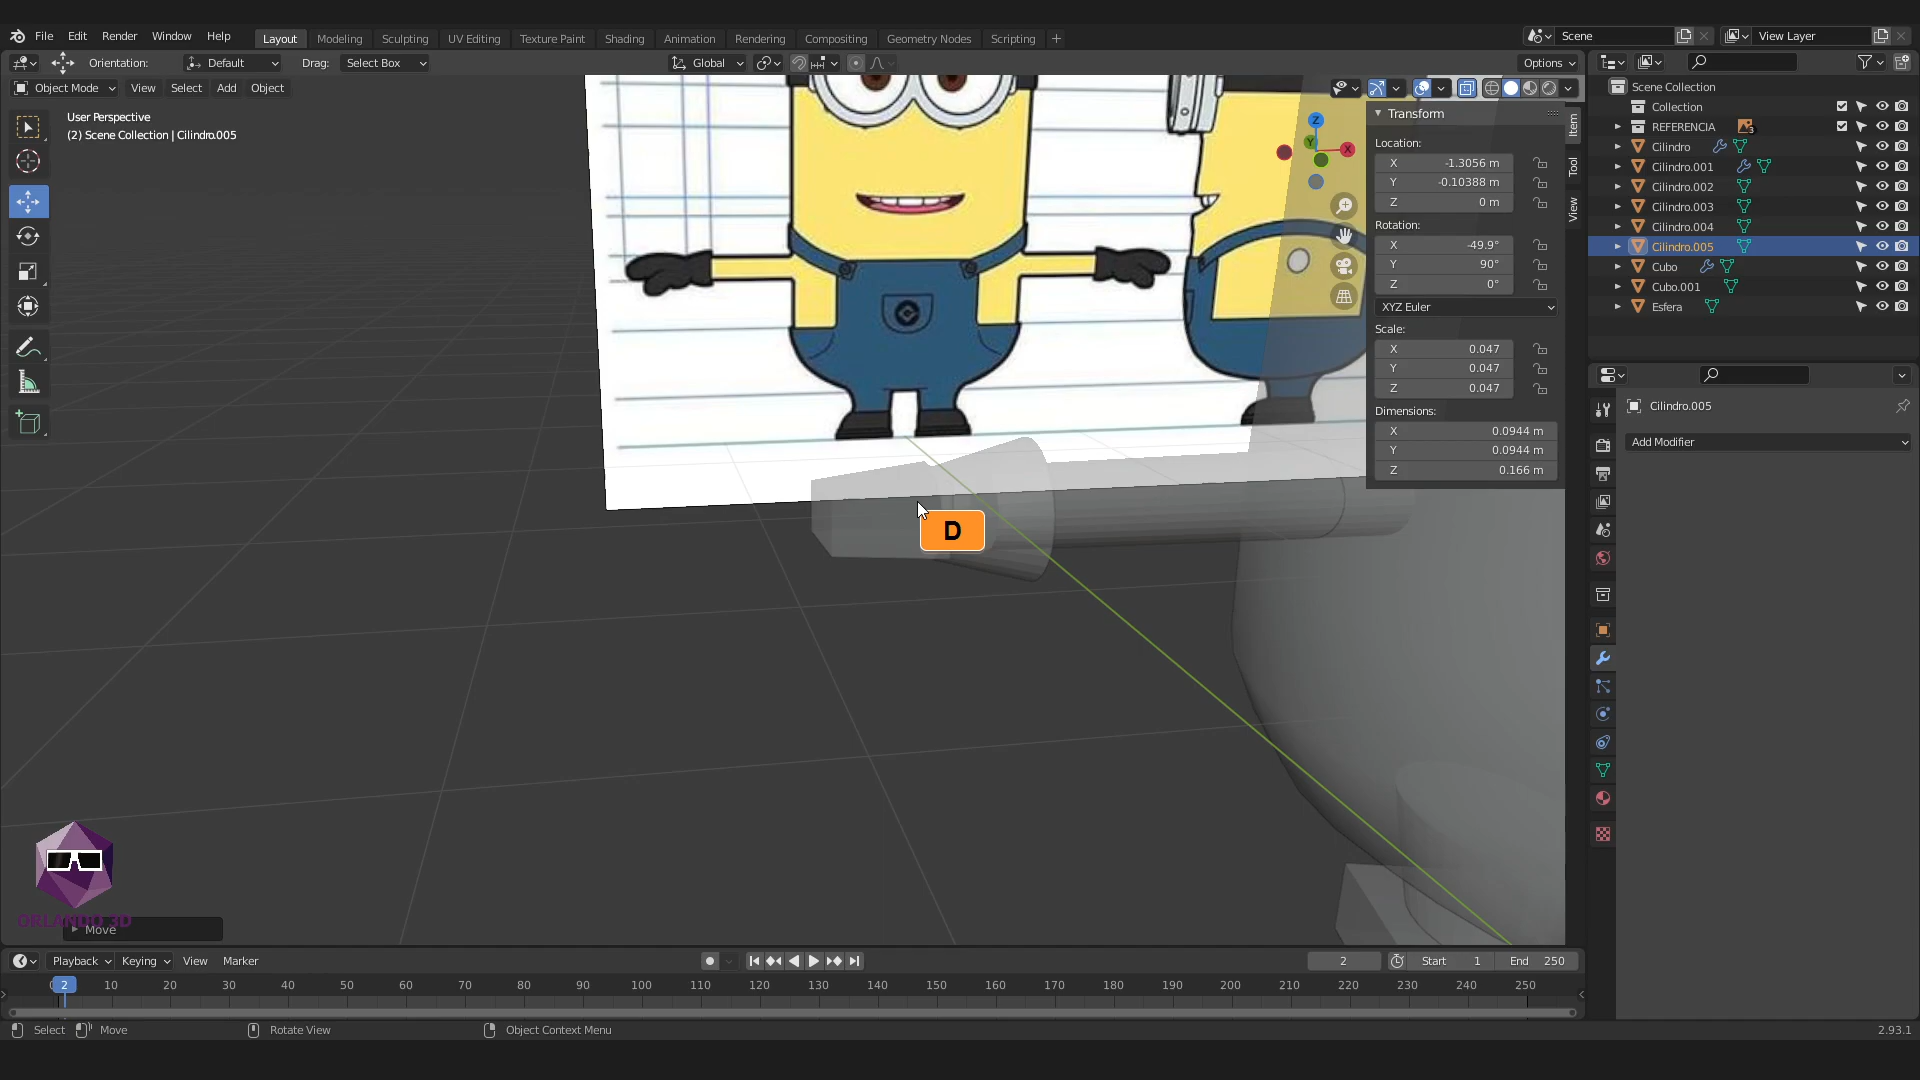 File Edit Render Window Help
Layout Modeling Sculpting UV Editing Texture Paint Shading Animation Rendering Compositing Geometry Nodes Scripting +
Scene
View Layer
Orientation: Default Drag: Select Box
Global
Options
Object Mode View Select Add Object
User Perspective
(2) Scene Collection | Cilindro.005
Z
Y
X
Transform
Location:
X -1.3056 m
Y -0.10388 m
Z 0 m
Rotation:
X -49.9°
Y 90°
Z 0°
XYZ Euler
Scale:
X 0.047
Y 0.047
Z 0.047
Dimensions:
X 0.0944 m
Y 0.0944 m
Z 0.166 m
Item
Tool
View
Scene Collection
Collection
REFERENCIA 3
Cilindro
Cilindro.001
Cilindro.002
Cilindro.003
Cilindro.004
Cilindro.005
Cubo
Cubo.001
Esfera
Cilindro.005
Add Modifier
D
ORLANDO 3D
Move
Playback Keying View Marker
2 Start 1 End 250
2 10 20 30 40 50 60 70 80 90 100 110 120 130 140 150 160 170 180 190 200 210 220 230 240 250
Select Move Rotate View Object Context Menu
2.93.1